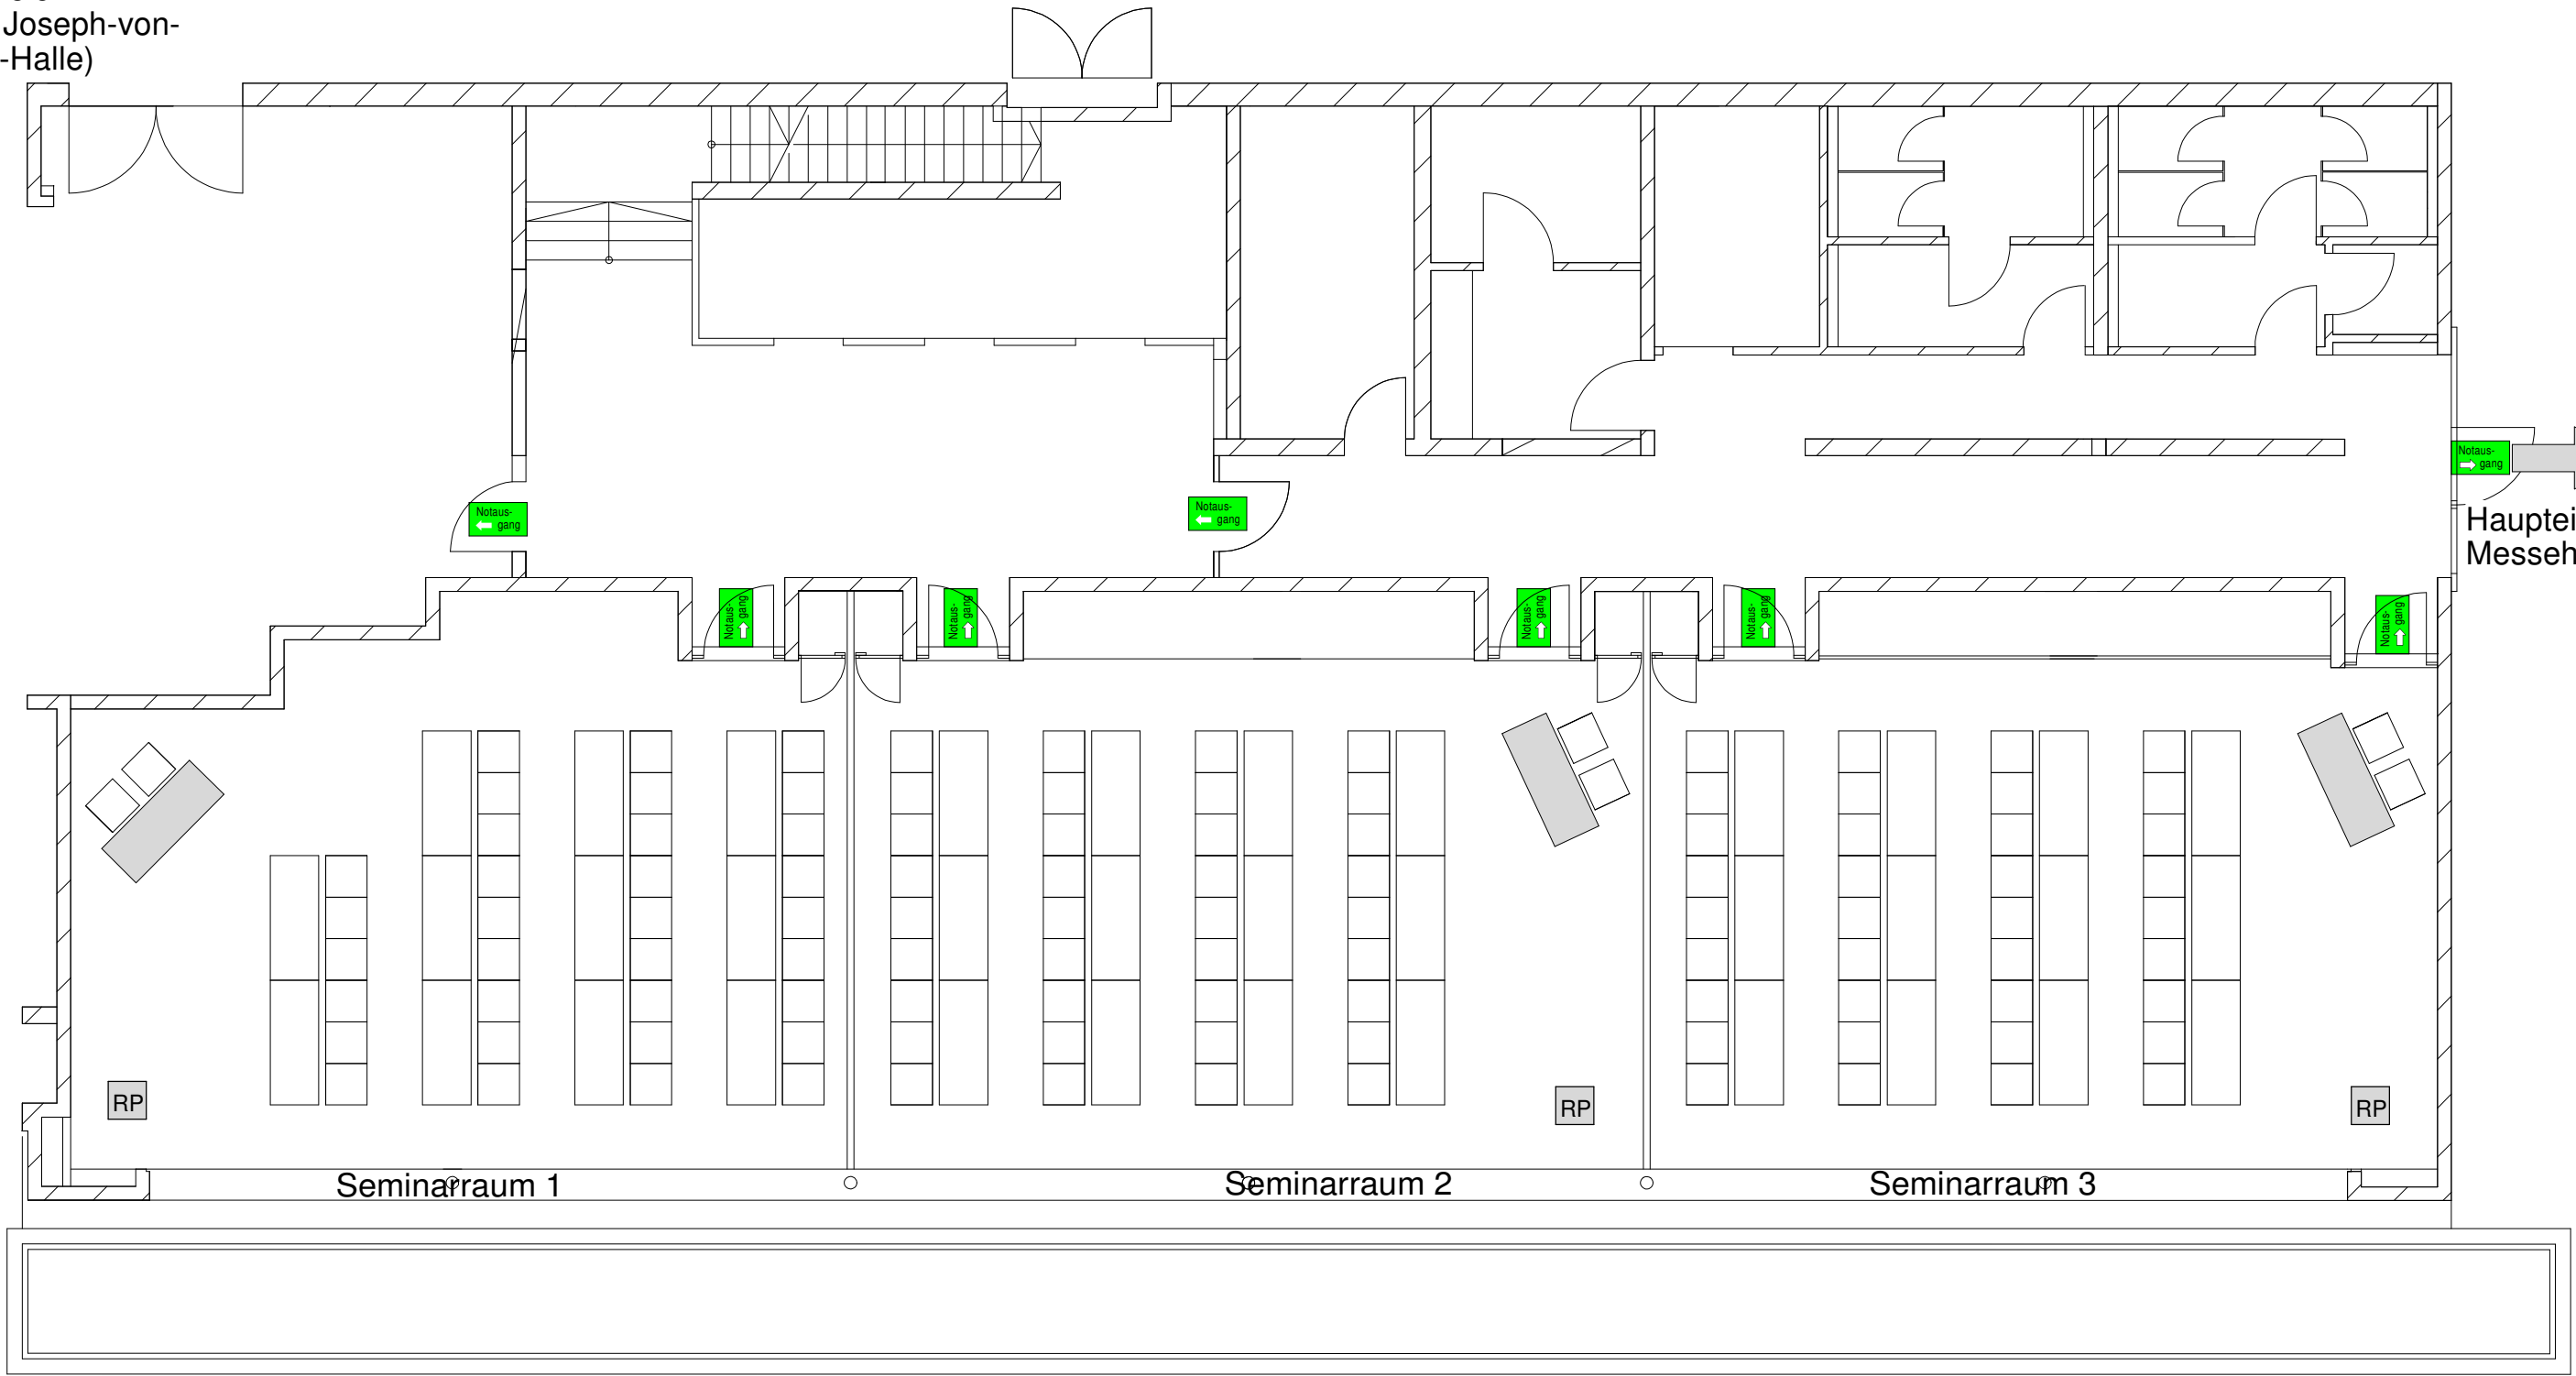 Joseph-von-
-Halle)
Notaus-
gang
Notaus-
gang
Notaus-
gang
Hauptei
Messeh
Notaus-
gang
Notaus-
gang
Notaus-
gang
Notaus-
gang
Notaus-
gang
RP
RP
RP
Seminarraum 1
Seminarraum 2
Seminarraum 3